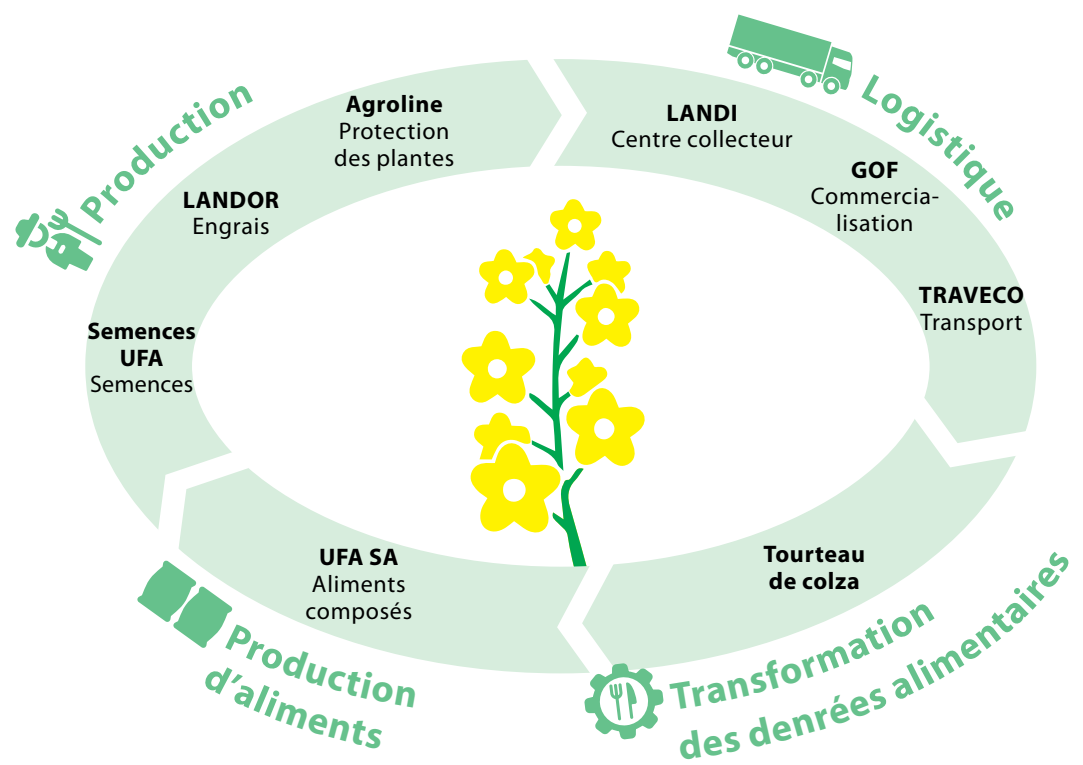 Production
Agroline
Protection
des plantes
LANDOR
Engrais
Semences
UFA
Semences
Logistique
LANDI
Centre collecteur
GOF
Commercia-
lisation
TRAVECO
Transport
Tourteau
de colza
Transformation
des denrées alimentaires
UFA SA
Aliments
composés
Production
d’aliments